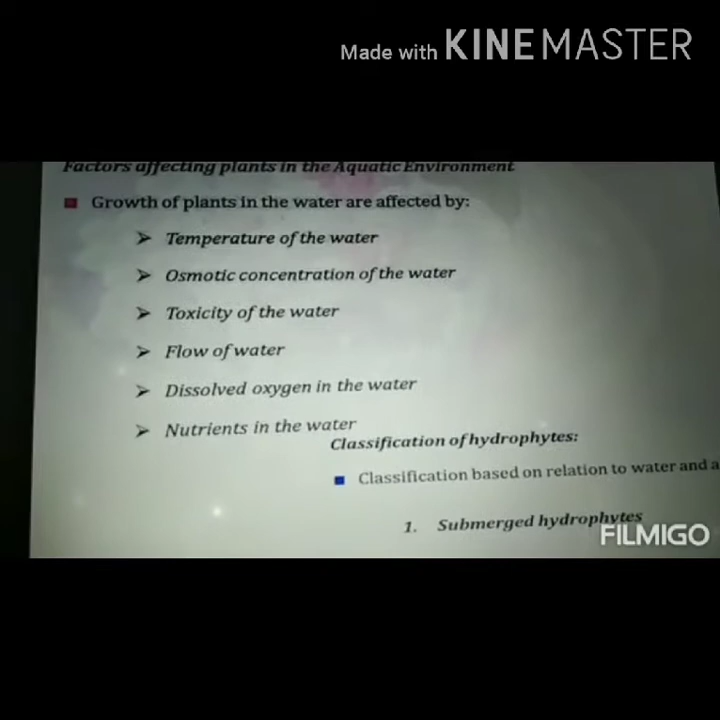 Made with KINEMASTER
Factors affecting plants in the Aquatic Environment
Growth of plants in the water are affected by:
Temperature of the water
Osmotic concentration of the water
Toxicity of the water
Flow of water
Dissolved oxygen in the water
Nutrients in the water
Classification of hydrophytes:
Classification based on relation to water and
1. Submerged hydrophytes
FILMIGO